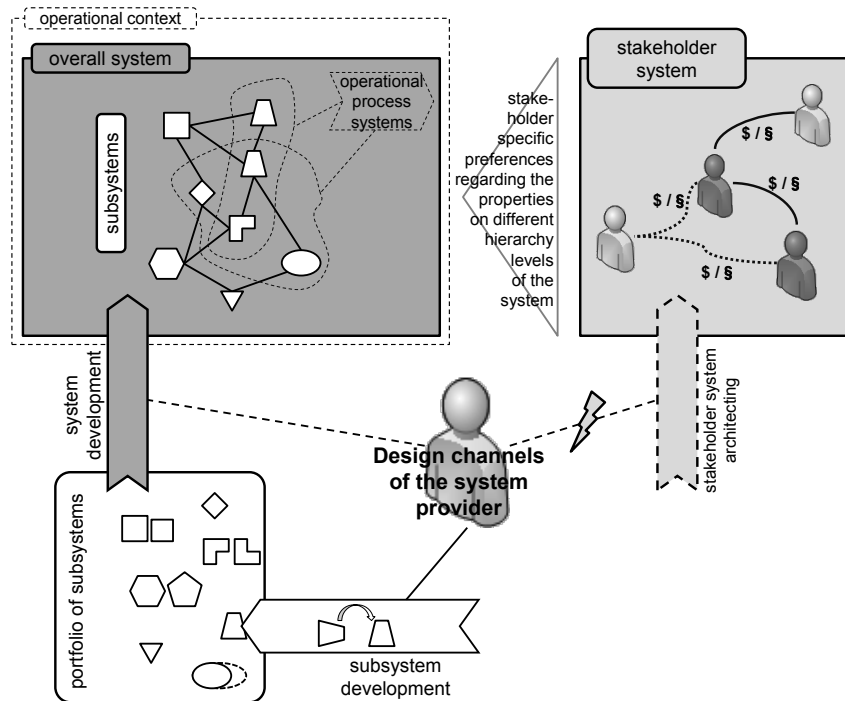 operational context
overall system
operational
process
systems
subsystems
stake-
holder
specific
preferences
regarding the
properties
on different
hierarchy
levels
of the
system
stakeholder
system
$ / §
$ / §
$ / §
$ / §
system
development
Design channels
of the system
provider
stakeholder system
architecting
portfolio of subsystems
subsystem
development